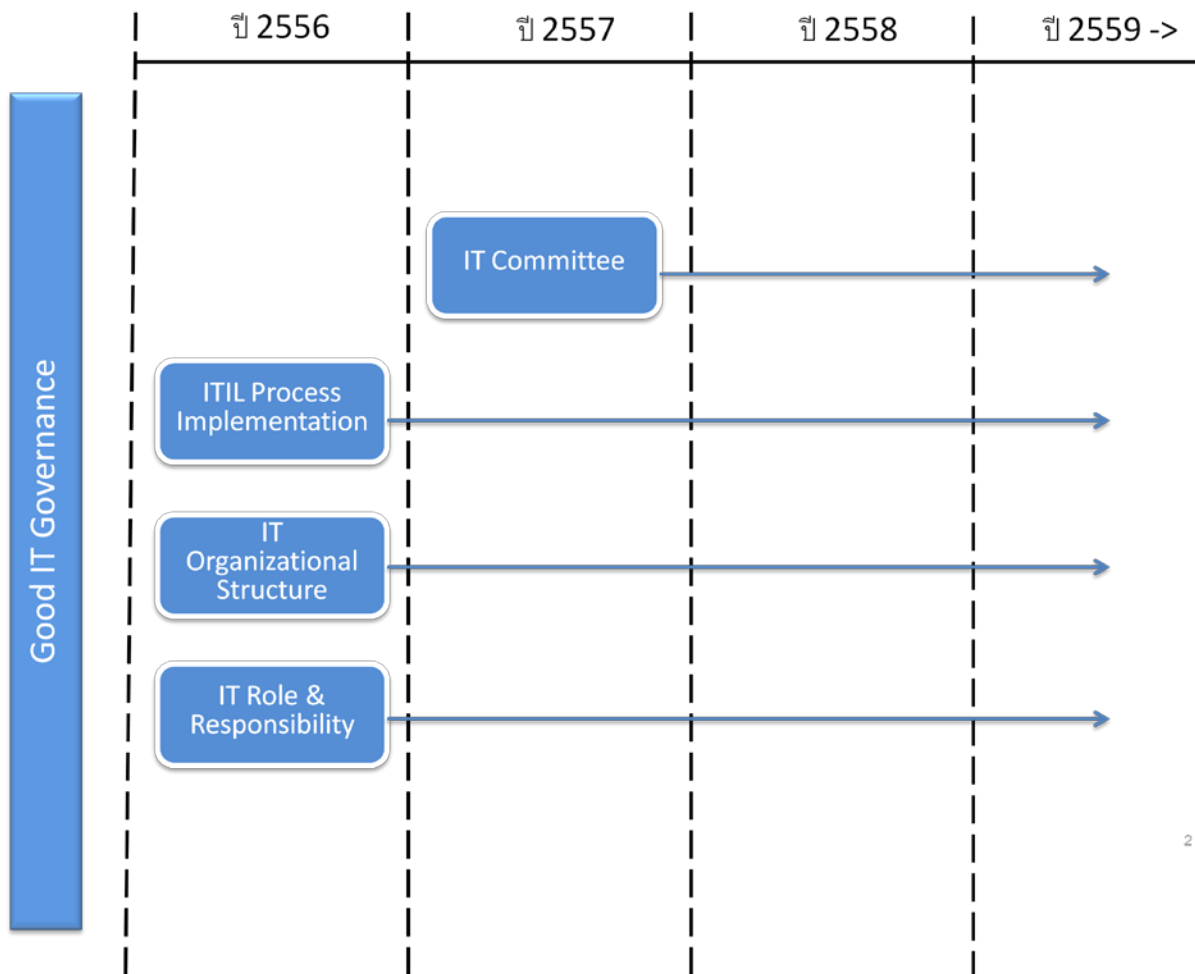 ปี 2556
ปี 2557
ปี 2558
ปี 2559 ->
Good IT Governance
IT Committee
ITIL Process
Implementation
IT
Organizational
Structure
IT Role &
Responsibility
2